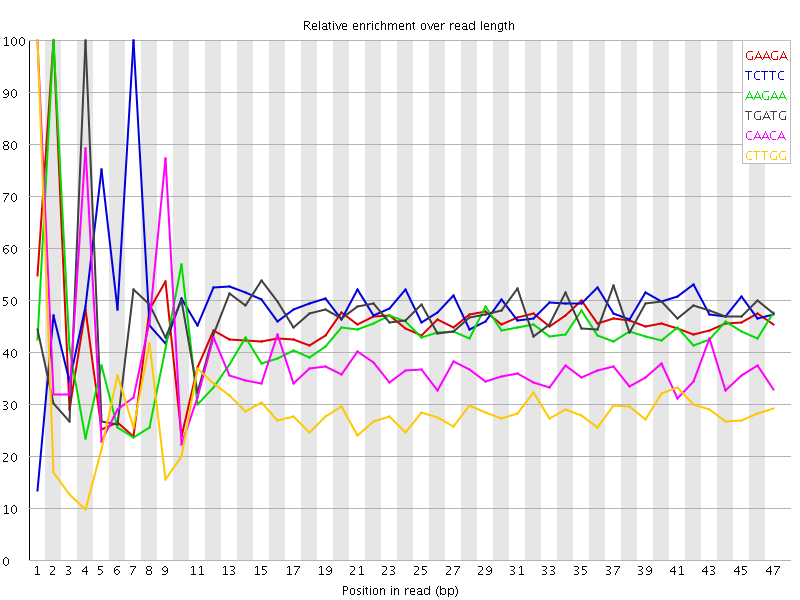 Relative enrichment over read length
100
90
80
70
60
50
40
30
20
10
0
GAAGA
TCTTC
AAGAA
TGATG
CAACA
CTTGG
1 2 3 4 5 6 7 8 9 11 13 15 17 19 21 23 25 27 29 31 33 35 37 39 41 43 45 47
Position in read (bp)